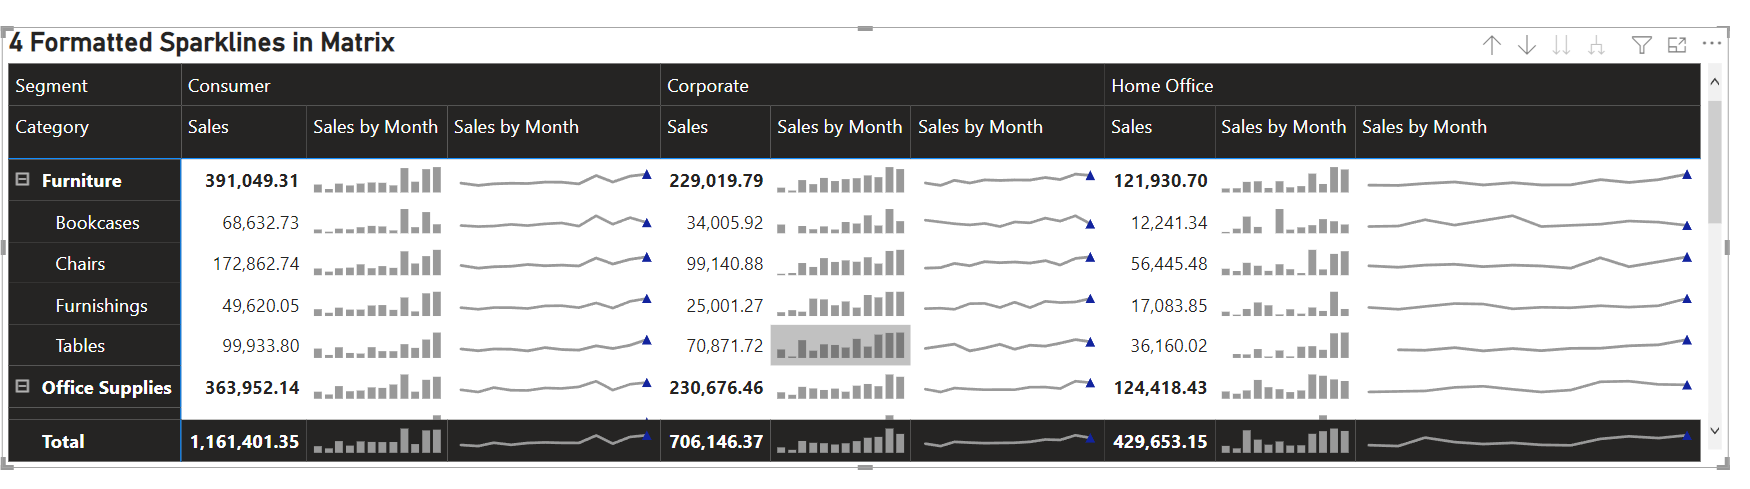 4 Formatted Sparklines in Matrix
Segment Consumer Corporate Home Office
Category Sales Sales by Month Sales by Month Sales Sales by Month Sales by Month Sales Sales by Month Sales by Month
Furniture 391,049.31 229,019.79 121,930.70
Bookcases 68,632.73 34,005.92 12,241.34
Chairs 172,862.74 99,140.88 56,445.48
Furnishings 49,620.05 25,001.27 17,083.85
Tables 99,933.80 70,871.72 36,160.02
Office Supplies 363,952.14 230,676.46 124,418.43
Total 1,161,401.35 706,146.37 429,653.15